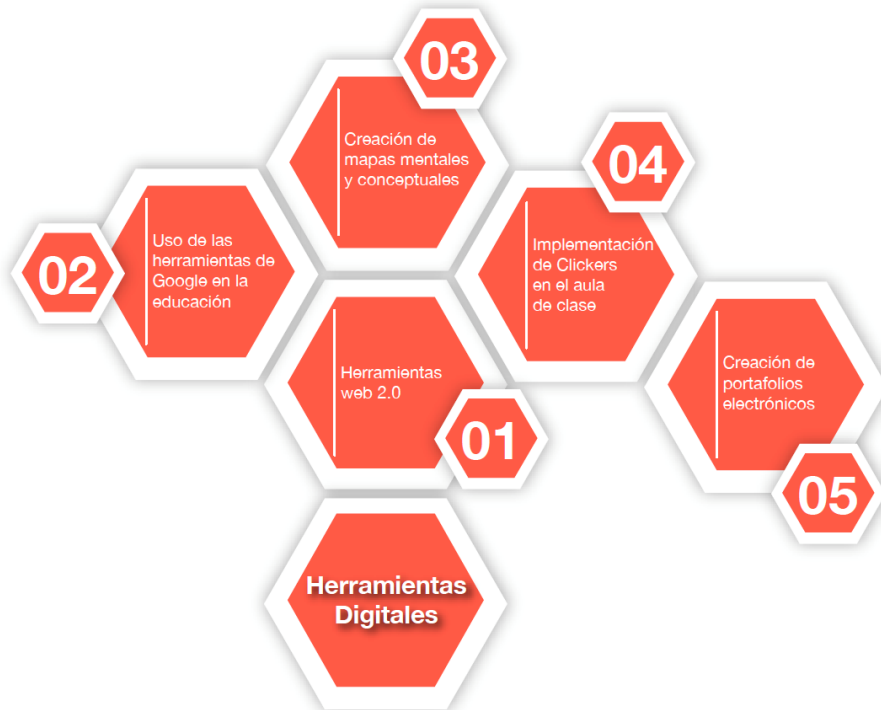 03
Creación de
mapas mentales
y conceptuales
04
Implementación
de Clickers
en el aula
de clase
02
Uso de las
herramientas de
Google en la
educación
Herramientas
web 2.0
01
Creación de
portafolios
electrónicos
05
Herramientas
Digitales